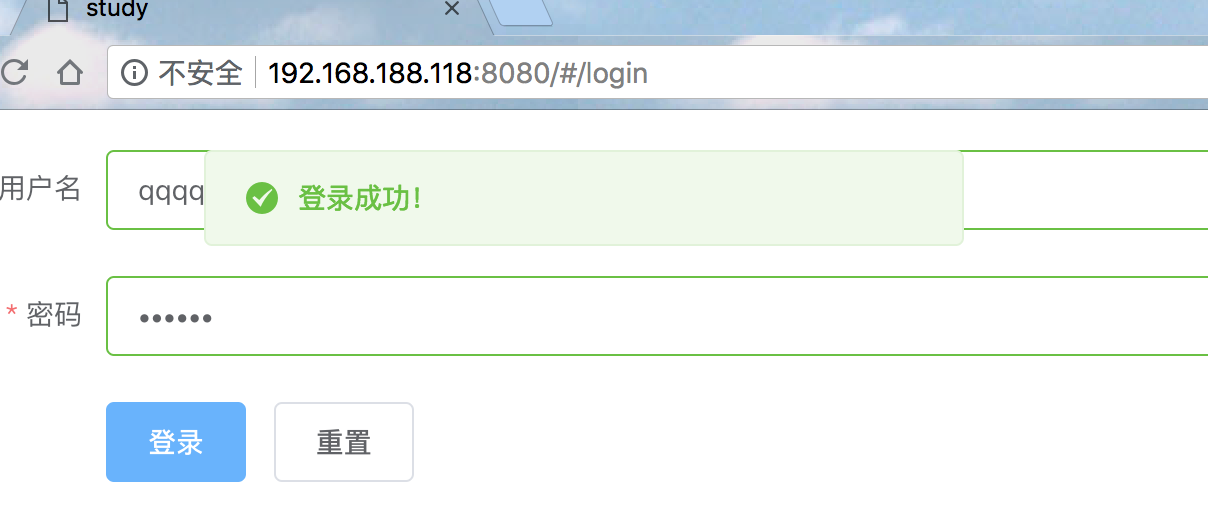 study
不安全 192.168.188.118:8080/#/login
用户名 qqqq
登录成功!
* 密码 ••••••
登录 重置